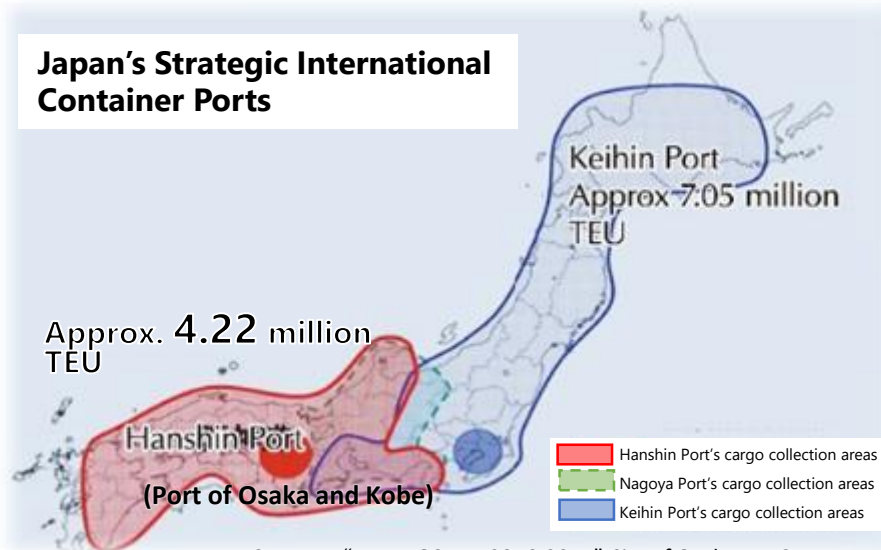 Japan's Strategic International
Container Ports
Keihin Port
Approx 7.05 million
TEU
Approx. 4.22 million
TEU
Hanshin Port
(Port of Osaka and Kobe)
Hanshin Port's cargo collection areas
Nagoya Port's cargo collection areas
Keihin Port's cargo collection areas